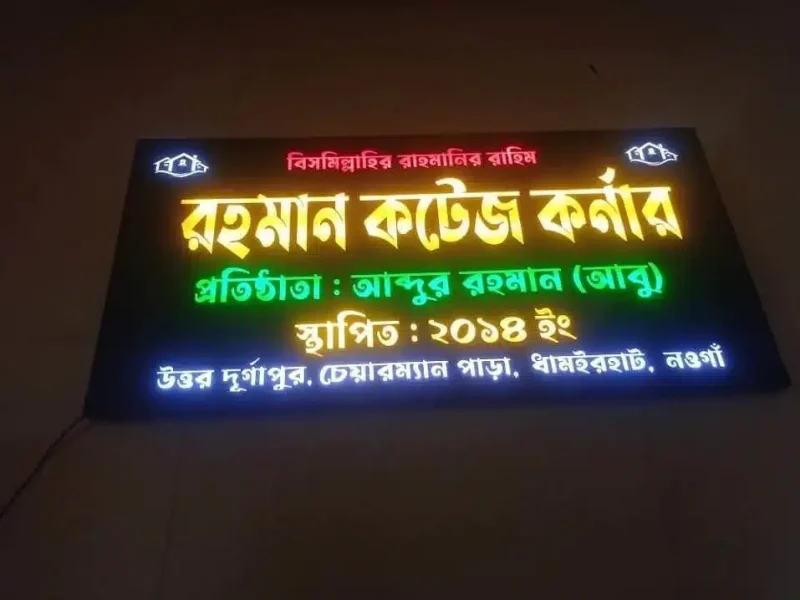 বিসমিল্লাহির রাহমানির রাহিম
রহমান কটেজ কর্নার
প্রতিষ্ঠাতা : আব্দুর রহমান (আবু)
স্থাপিত : ২০১৪ ইং
উত্তর দূর্গাপুর, চেয়ারম্যান পাড়া, ধামইরহাট, নওগাঁ